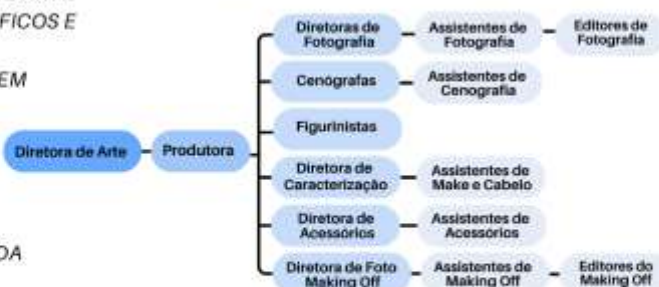 FICOS E
EM
DA
Diretora de Arte
Produtora
Diretoras de
Fotografia
Assistentes de
Fotografia
Editores de
Fotografia
Cenógrafas
Assistentes de
Cenografia
Figurinistas
Diretora de
Caracterização
Assistentes de
Make e Cabelo
Diretora de
Acessórios
Assistentes de
Acessórios
Diretora de Foto
Making Off
Assistentes de
Making Off
Editores do
Making Off